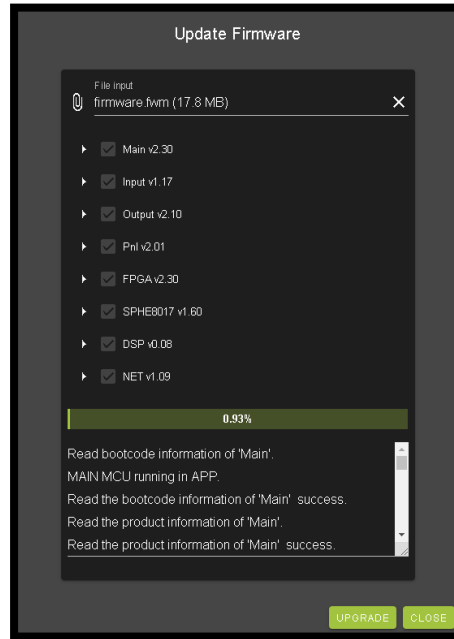 Update Firmware
File input
firmware.fwm (17.8 MB)
Main v2.30
Input v1.17
Output v2.10
Pnl v2.01
FPGA v2.30
SPHE8017 v1.60
DSP v0.08
NET v1.09
0.93%
Read bootcode information of 'Main'.
MAIN MCU running in APP.
Read the bootcode information of 'Main' success.
Read the product information of 'Main'.
Read the product information of 'Main' success.
UPGRADE CLOSE